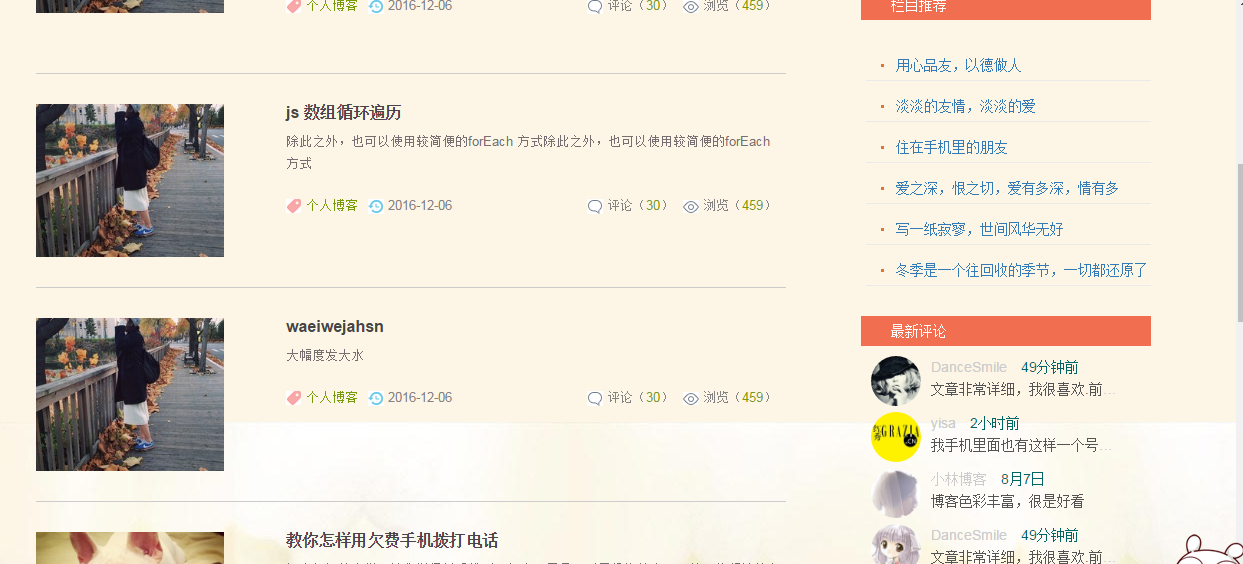 个人博客 2016-12-06 评论（30） 浏览（459）
js 数组循环遍历
除此之外，也可以使用较简便的forEach 方式除此之外，也可以使用较简便的forEach
方式
个人博客 2016-12-06 评论（30） 浏览（459）
waeiwejahsn
大幅度发大水
个人博客 2016-12-06 评论（30） 浏览（459）
教你怎样用欠费手机拨打电话
栏目推荐
用心品友，以德做人
淡淡的友情，淡淡的爱
住在手机里的朋友
爱之深，恨之切，爱有多深，情有多
写一纸寂寥，世间风华无好
冬季是一个往回收的季节，一切都还原了
最新评论
DanceSmile 49分钟前
文章非常详细，我很喜欢.前...
yisa 2小时前
GRAZIA
.CN
我手机里面也有这样一个号...
小林博客 8月7日
博客色彩丰富，很是好看
DanceSmile 49分钟前
文章非常详细，我很喜欢.前...